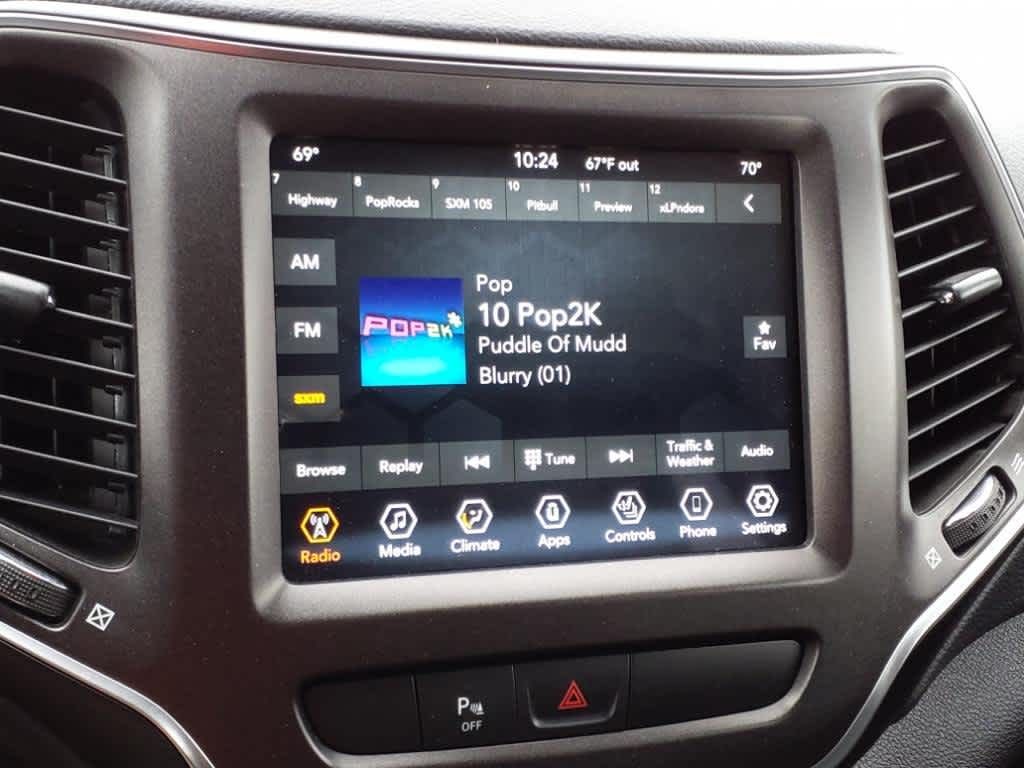 69° 10:24 67°F out 70°
7 Highway 8 PopRocks 9 SXM 105 10 Pitbull 11 Preview 12 xLPndora
AM
FM
sxm
POP2K
Pop
10 Pop2K
Puddle Of Mudd
Blurry (01)
Fav
Browse Replay Tune Traffic & Weather Audio
Radio Media Climate Apps Controls Phone Settings
P
OFF